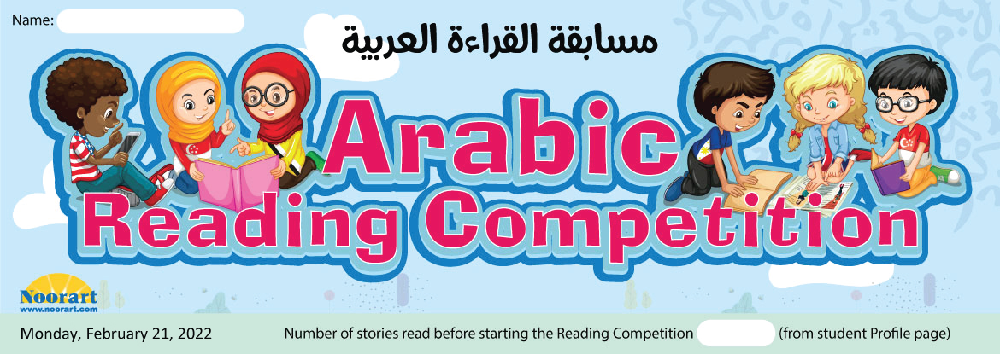 Name:
مسابقة القراءة العربية
Arabic
Reading Competition
Noorart
www.noorart.com
Monday, February 21, 2022
Number of stories read before starting the Reading Competition (from student Profile page)